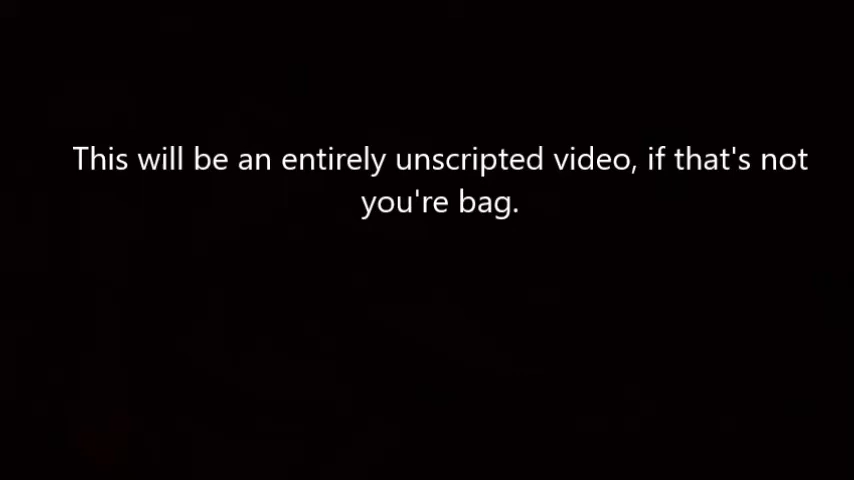 This will be an entirely unscripted video, if that's not
you're bag.